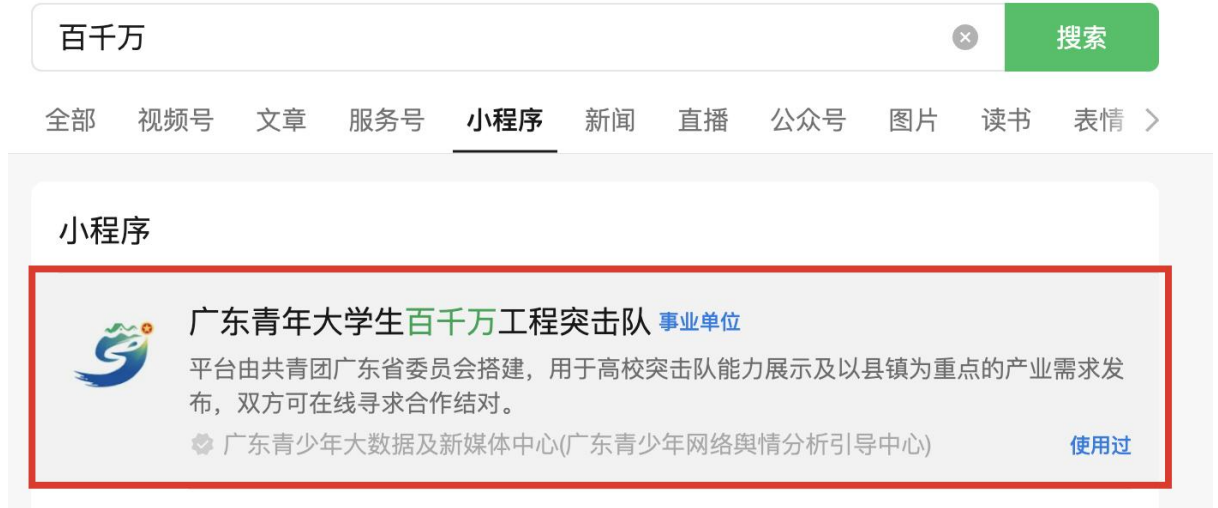 百千万
搜索
全部 视频号 文章 服务号 小程序 新闻 直播 公众号 图片 读书 表情
小程序
广东青年大学生百千万工程突击队 事业单位
平台由共青团广东省委员会搭建，用于高校突击队能力展示及以县镇为重点的产业需求发
布，双方可在线寻求合作结对。
广东青少年大数据及新媒体中心(广东青少年网络舆情分析引导中心)
使用过